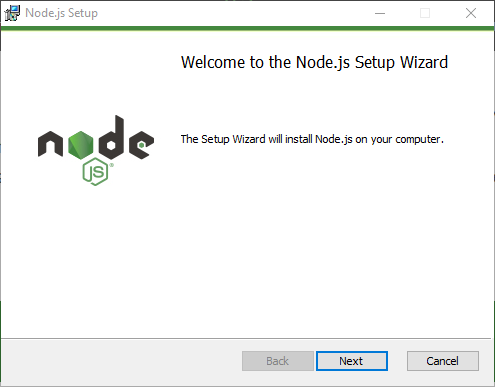 Node.js Setup
Welcome to the Node.js Setup Wizard
The Setup Wizard will install Node.js on your computer.
node
JS®
Back
Next
Cancel